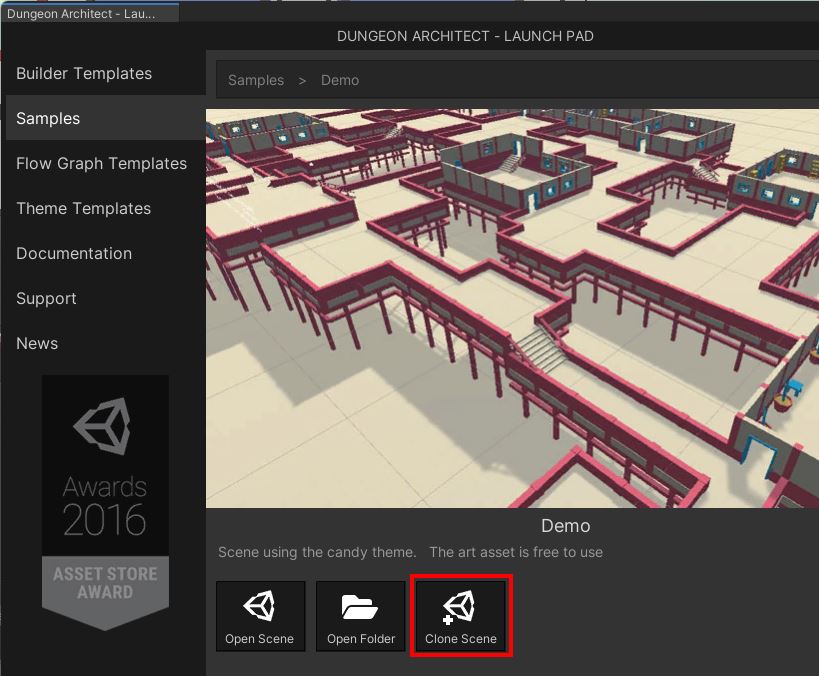 Dungeon Architect - Lau...
DUNGEON ARCHITECT - LAUNCH PAD
Builder Templates
Samples
Flow Graph Templates
Theme Templates
Documentation
Support
News
Awards
2016
ASSET STORE
AWARD
Samples > Demo
Demo
Scene using the candy theme. The art asset is free to use
Open Scene
Open Folder
Clone Scene